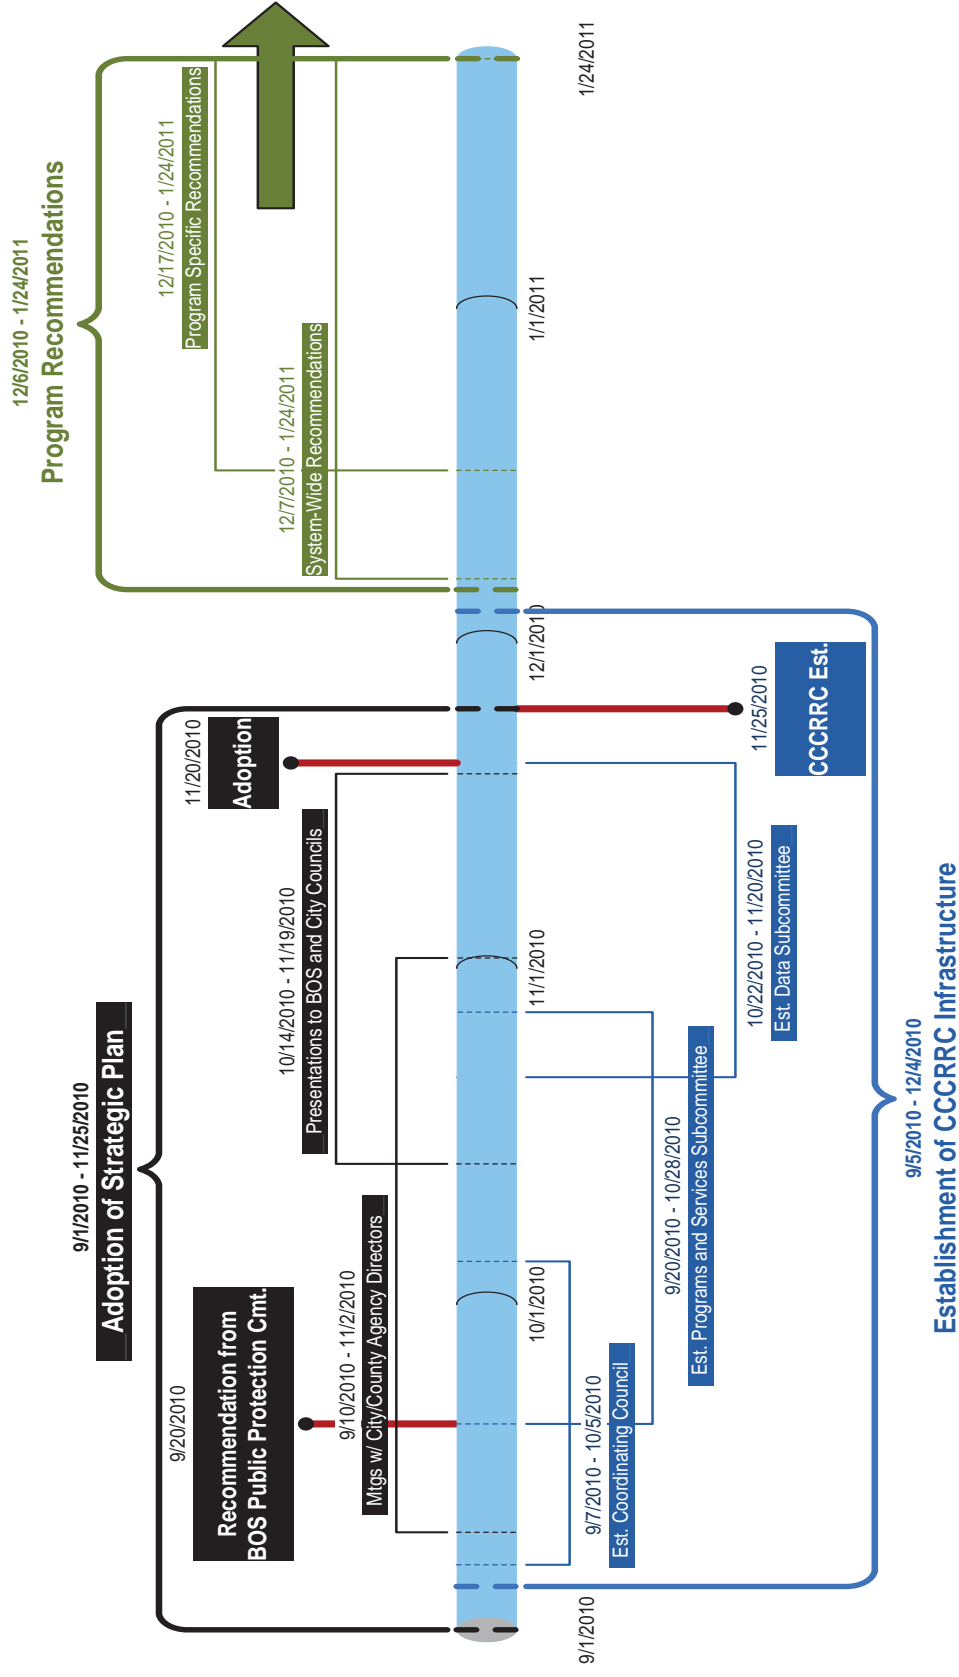 9/1/2010 - 11/25/2010
Adoption of Strategic Plan
9/20/2010
Recommendation from
BOS Public Protection Cmt.
9/10/2010 - 11/2/2010
Mtgs w/ City/County Agency Directors
10/14/2010 - 11/19/2010
Presentations to BOS and City Councils
11/20/2010
Adoption
12/6/2010 - 1/24/2011
Program Recommendations
12/17/2010 - 1/24/2011
Program Specific Recommendations
12/7/2010 - 1/24/2011
System-Wide Recommendations
9/1/2010
10/1/2010
11/1/2010
12/1/2010
1/1/2011
1/24/2011
9/7/2010 - 10/5/2010
Est. Coordinating Council
9/20/2010 - 10/28/2010
Est. Programs and Services Subcommittee
10/22/2010 - 11/20/2010
Est. Data Subcommittee
11/25/2010
CCCRRC Est.
9/5/2010 - 12/4/2010
Establishment of CCCRRC Infrastructure